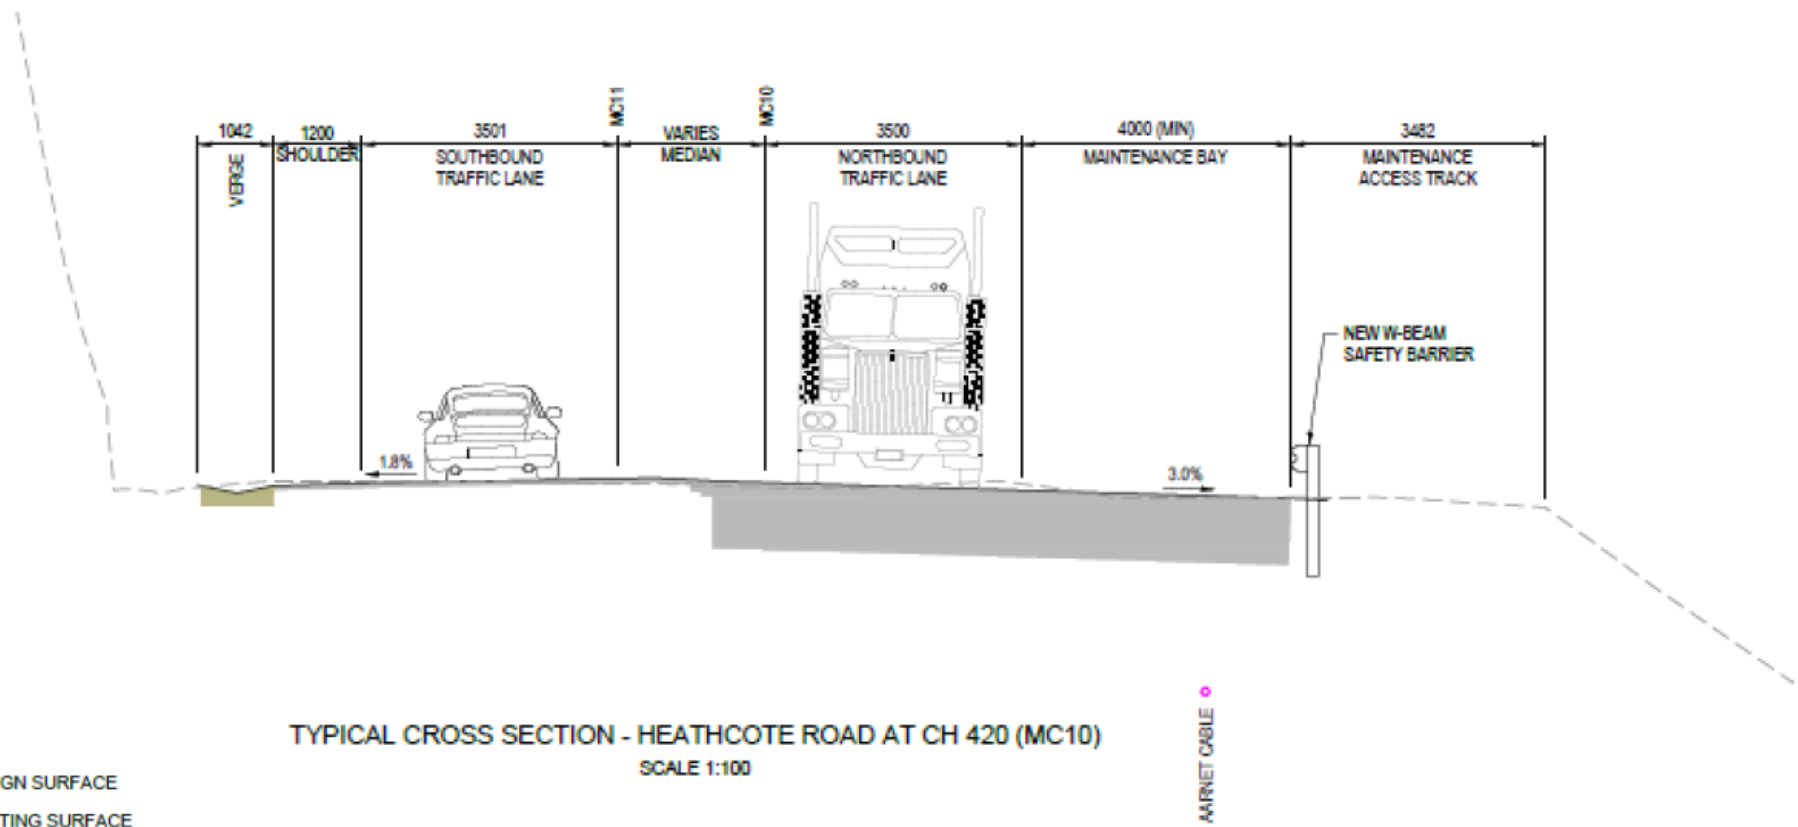 MC11
MC10
1042
VERGE
1200
SHOULDER
3501
SOUTHBOUND
TRAFFIC LANE
VARIES
MEDIAN
3500
NORTHBOUND
TRAFFIC LANE
4000 (MIN)
MAINTENANCE BAY
3482
MAINTENANCE
ACCESS TRACK
NEW W-BEAM
SAFETY BARRIER
1.8%
3.0%
AARNET CABLE
TYPICAL CROSS SECTION - HEATHCOTE ROAD AT CH 420 (MC10)
SCALE 1:100
GN SURFACE
TING SURFACE